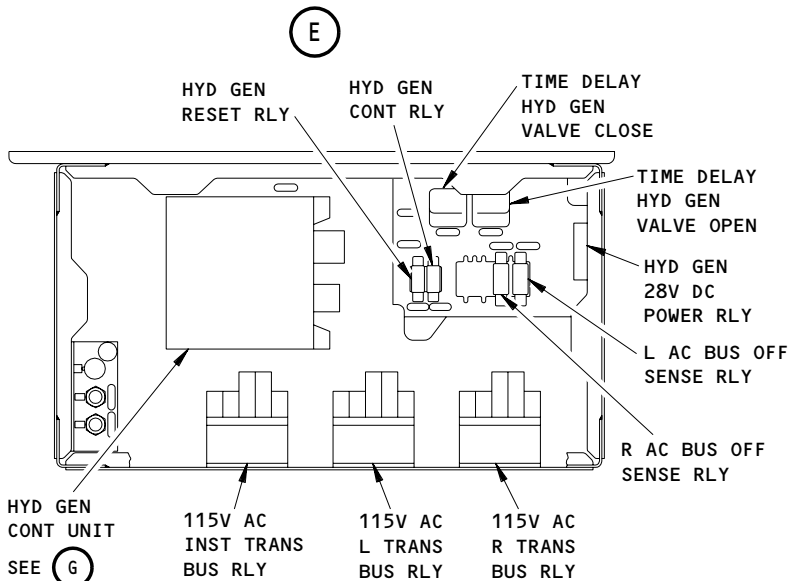 E
HYD GEN
RESET RLY
HYD GEN
CONT RLY
TIME DELAY
HYD GEN
VALVE CLOSE
TIME DELAY
HYD GEN
VALVE OPEN
HYD GEN
28V DC
POWER RLY
L AC BUS OFF
SENSE RLY
R AC BUS OFF
SENSE RLY
HYD GEN
CONT UNIT
SEE G
115V AC
INST TRANS
BUS RLY
115V AC
L TRANS
BUS RLY
115V AC
R TRANS
BUS RLY